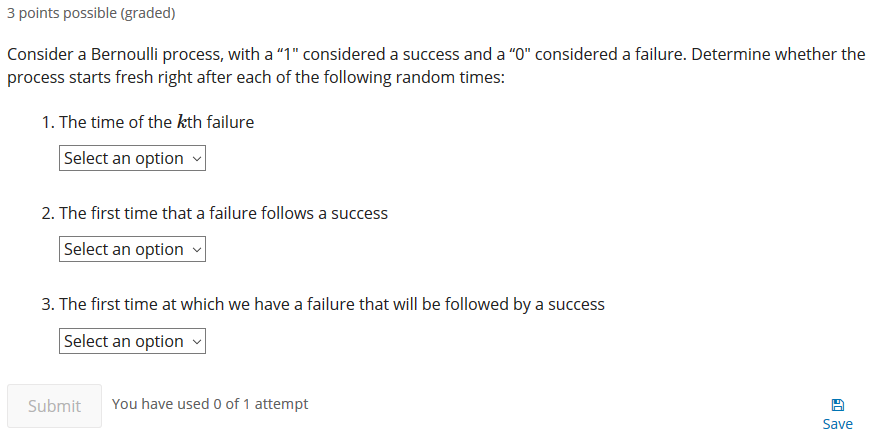 3 points possible (graded)
Consider a Bernoulli process, with a “1" considered a success and a “0" considered a failure. Determine whether the
process starts fresh right after each of the following random times:
1. The time of the kth failure
Select an option
2. The first time that a failure follows a success
Select an option
3. The first time at which we have a failure that will be followed by a success
Select an option
Submit You have used 0 of 1 attempt
Save